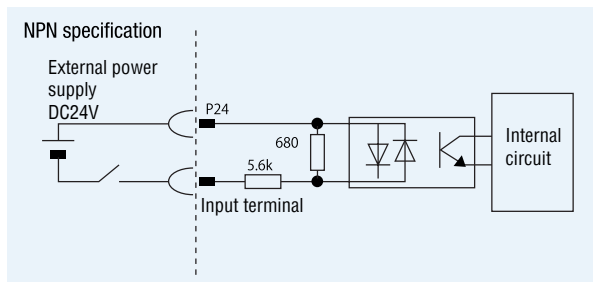 NPN specification
External power
supply
DC24V
P24
680
5.6k
Input terminal
Internal
circuit